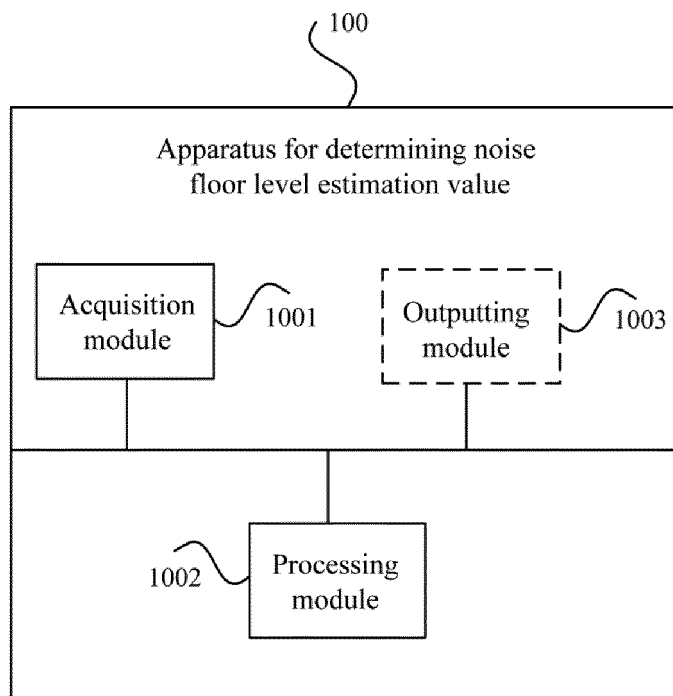 100
Apparatus for determining noise
floor level estimation value
Acquisition
module
1001
Outputting
module
1003
Processing
module
1002